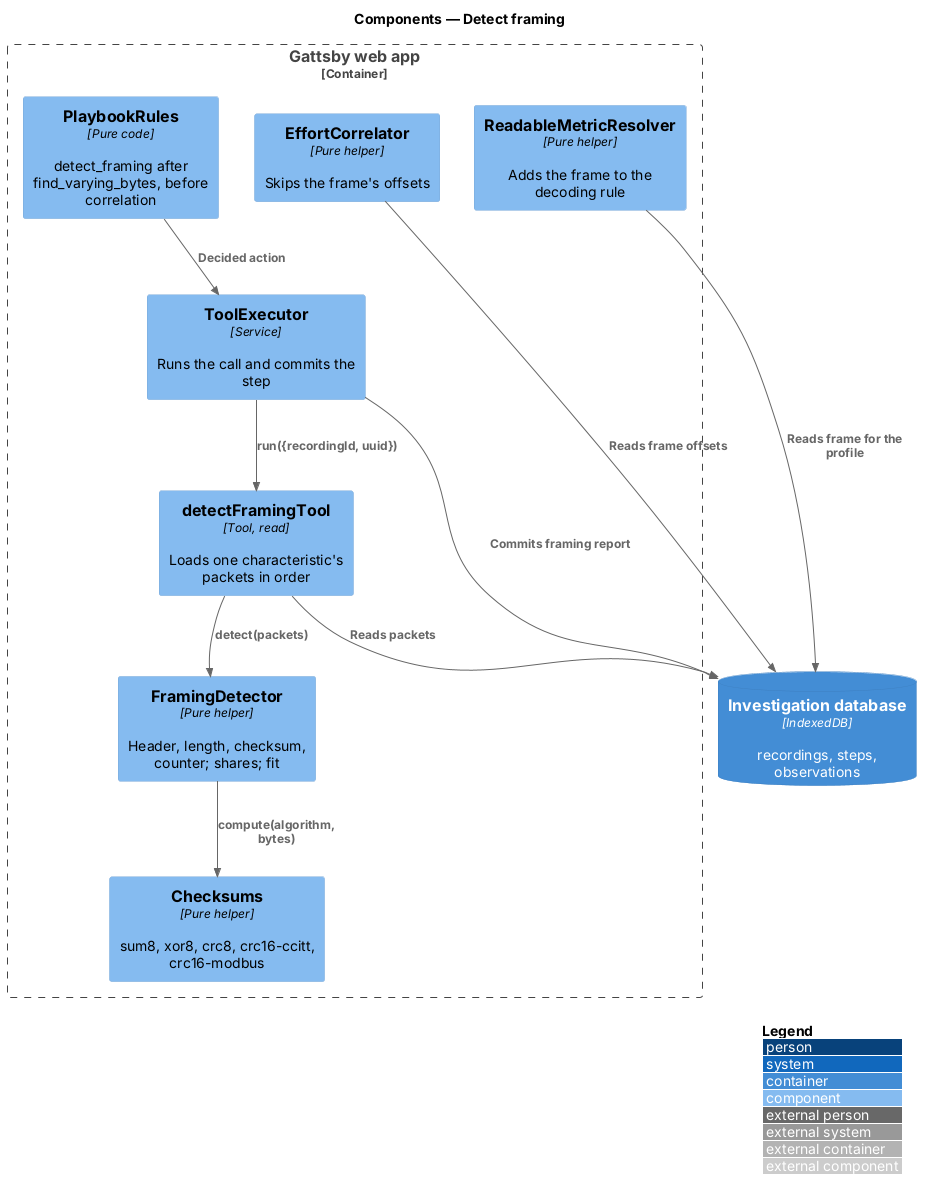 Components — Detect framing
Gattsby web app
[Container]
PlaybookRules
[Pure code]
detect_framing after
find_varying_bytes, before
correlation
EffortCorrelator
[Pure helper]
Skips the frame's offsets
ReadableMetricResolver
[Pure helper]
Adds the frame to the
decoding rule
Decided action
ToolExecutor
[Service]
Runs the call and commits the
step
run({recordingId, uuid})
Reads frame offsets
Reads frame for the
profile
detectFramingTool
[Tool, read]
Loads one characteristic's
packets in order
Commits framing report
detect(packets)
Reads packets
FramingDetector
[Pure helper]
Header, length, checksum,
counter; shares; fit
Investigation database
[IndexedDB]
recordings, steps,
observations
compute(algorithm,
bytes)
Checksums
[Pure helper]
sum8, xor8, crc8, crc16-ccitt,
crc16-modbus
Legend
person
system
container
component
external person
external system
external container
external component